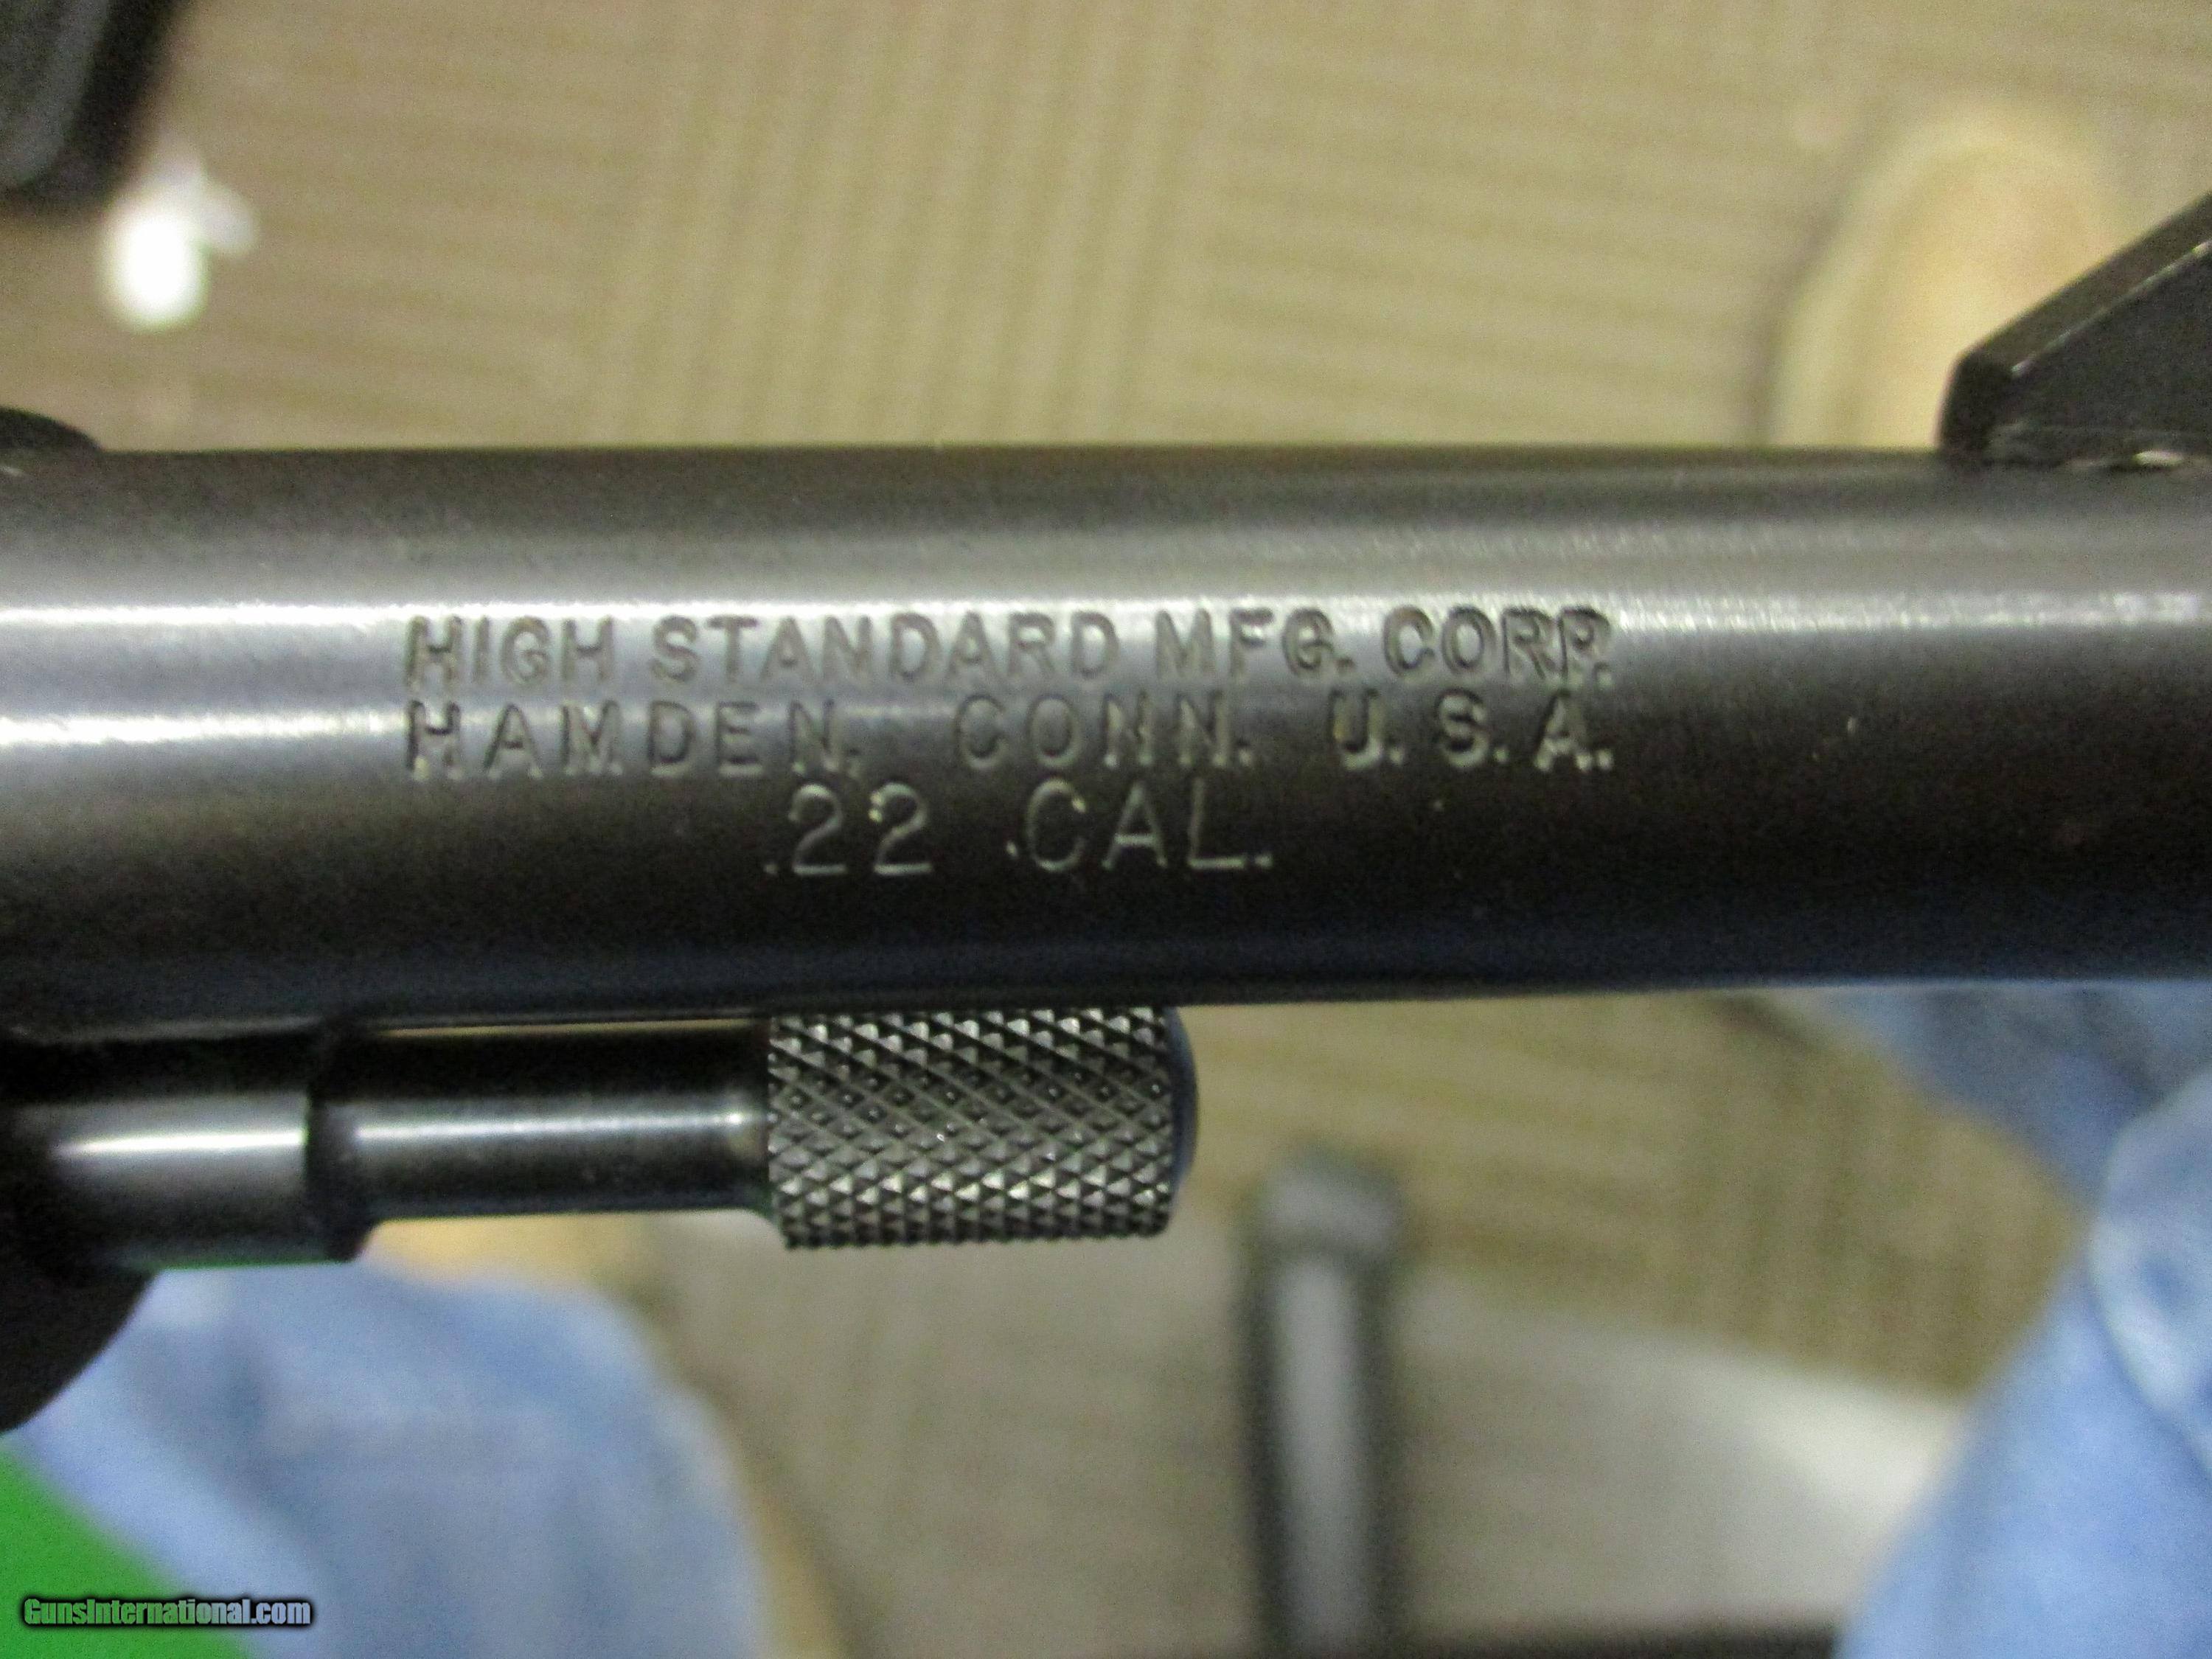 HIGH STANDARD MFG. CORP.
HAMDEN, CONN. U.S.A.
.22 CAL.
GunsInternational.com